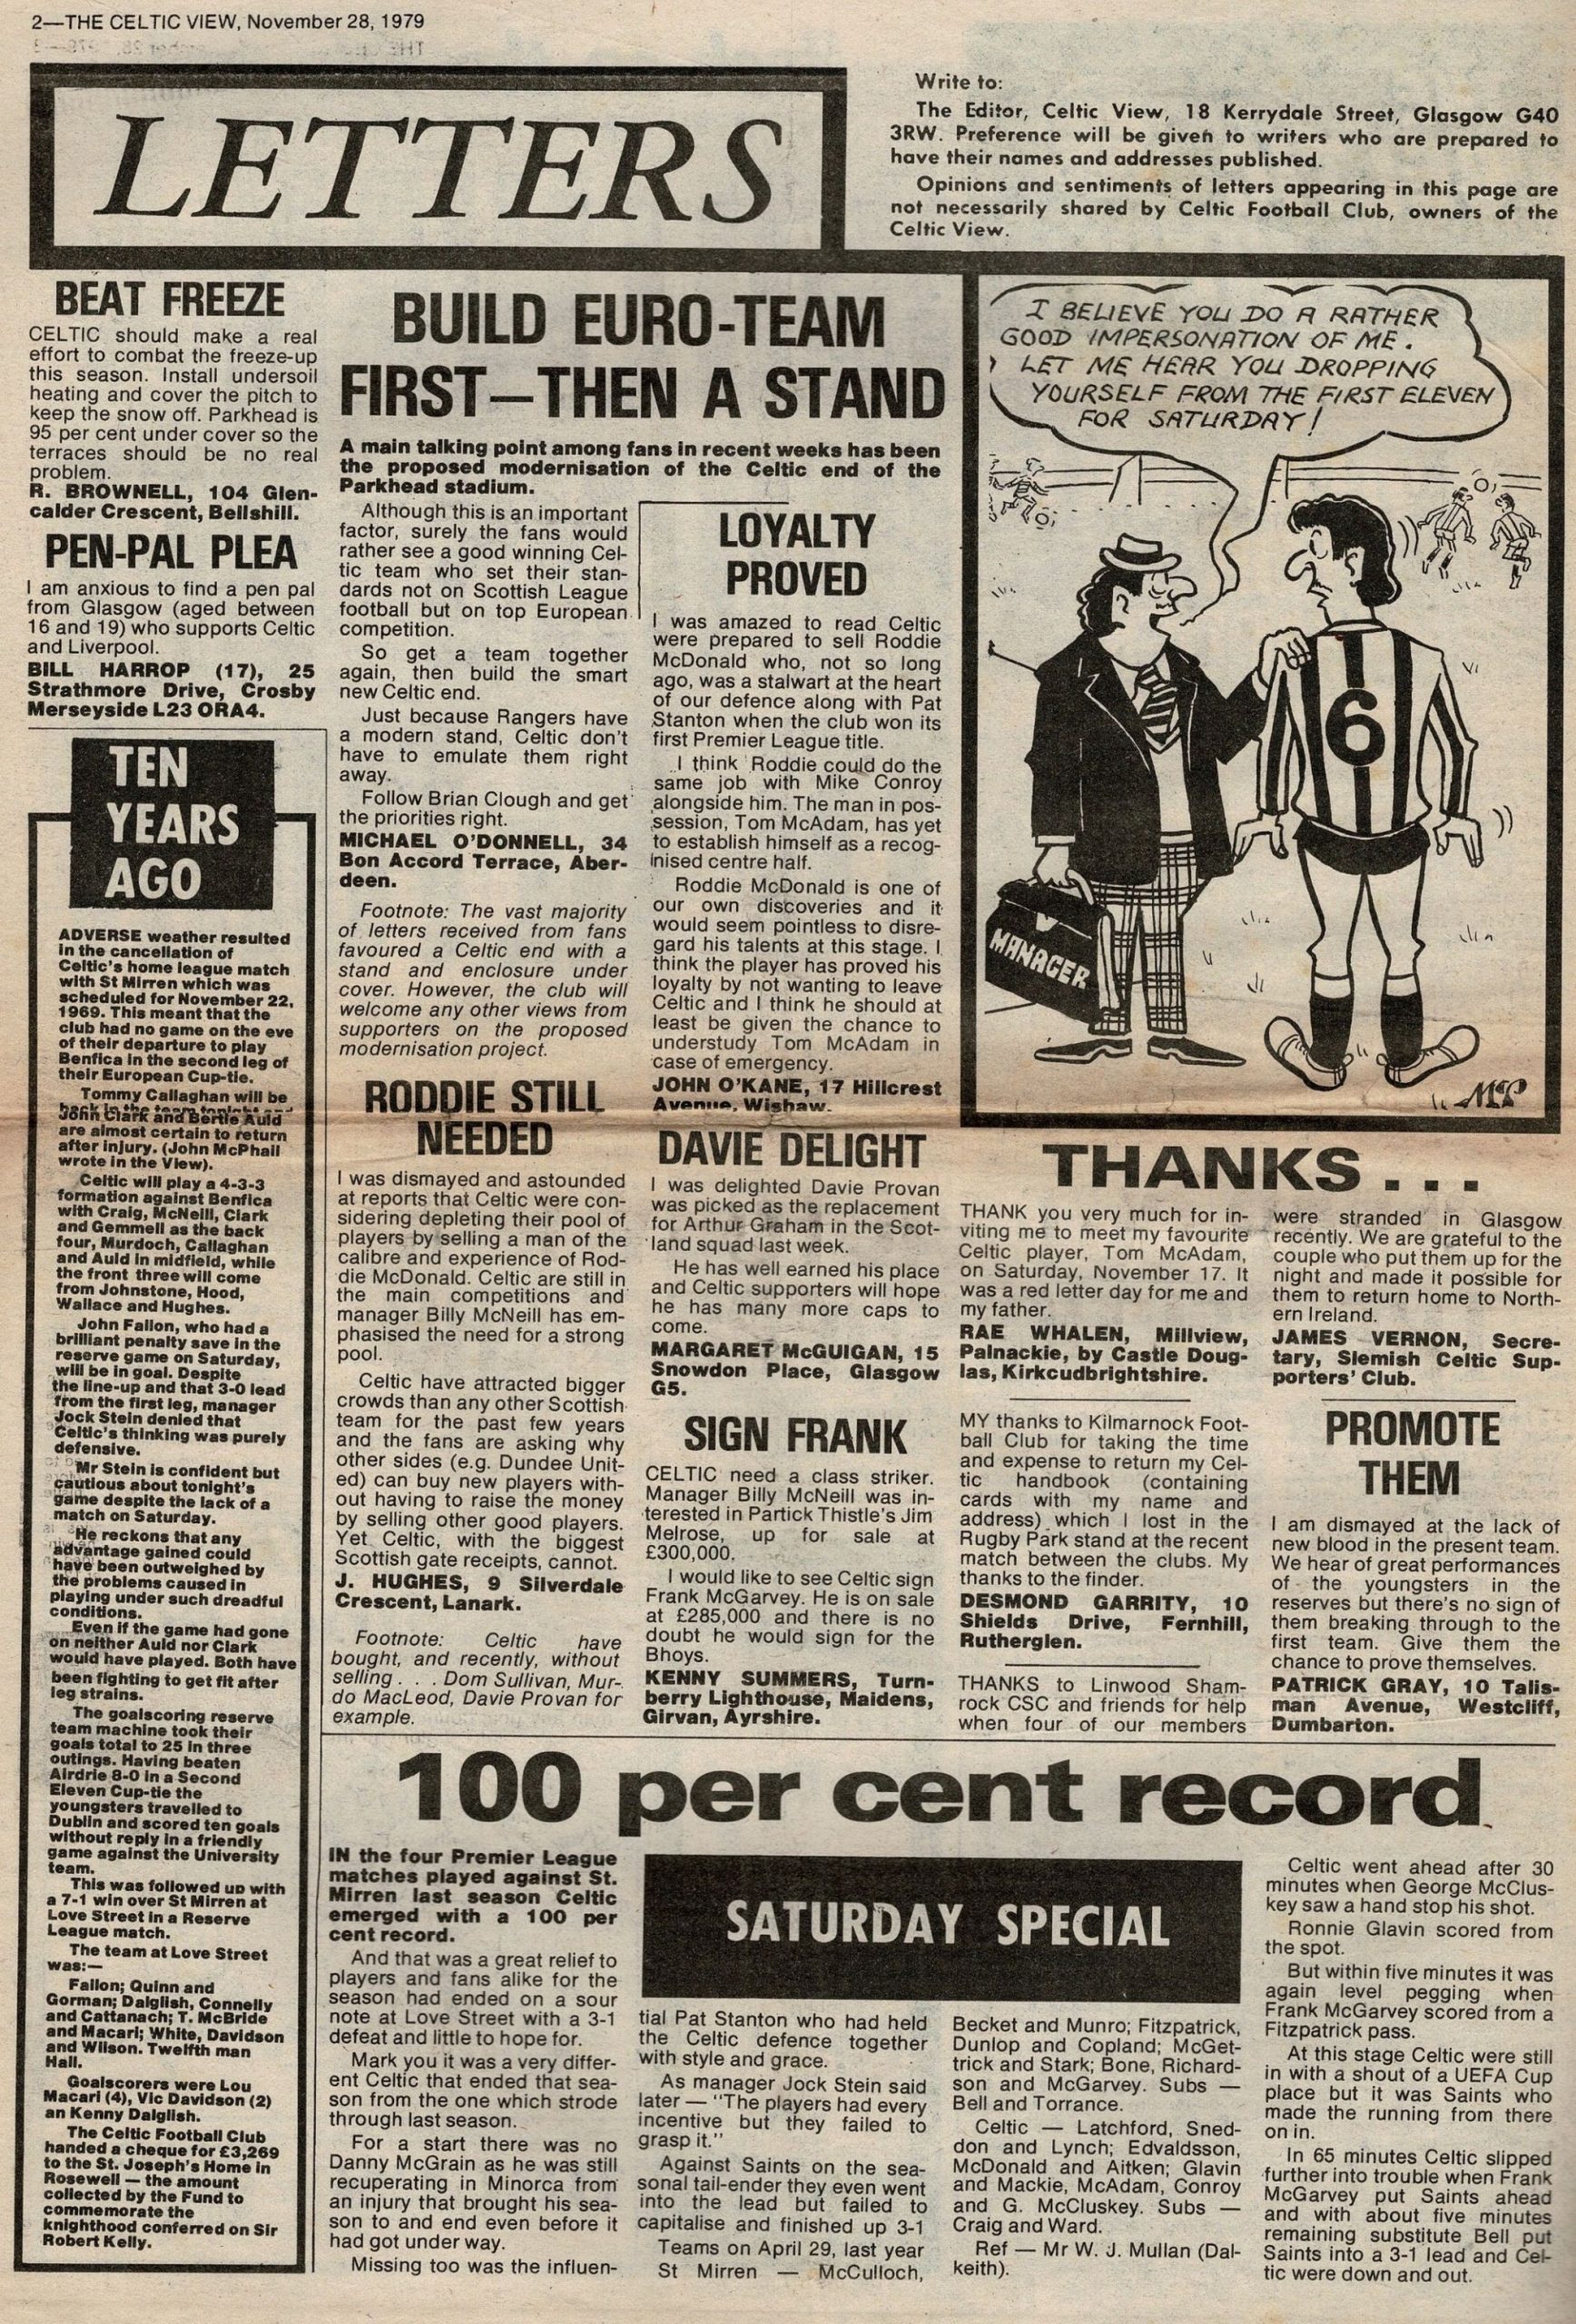 2—THE CELTIC VIEW, November 28, 1979
LETTERS
Write to:
The Editor, Celtic View, 18 Kerrydale Street, Glasgow G40
3RW. Preference will be given to writers who are prepared to
have their names and addresses published.
Opinions and sentiments of letters appearing in this page are
not necessarily shared by Celtic Football Club, owners of the
Celtic View.
BEAT FREEZE
CELTIC should make a real
effort to combat the freeze-up
this season. Install undersoil
heating and cover the pitch to
keep the snow off. Parkhead is
95 per cent under cover so the
terraces should be no real
problem.
R. BROWNELL, 104 Glen-
calder Crescent, Bellshill.
PEN-PAL PLEA
I am anxious to find a pen pal
from Glasgow (aged between
16 and 19) who supports Celtic
and Liverpool.
BILL HARROP (17), 25
Strathmore Drive, Crosby
Merseyside L23 ORA4.
TEN
YEARS
AGO
ADVERSE weather resulted
in the cancellation of
Celtic's home league match
with St Mirren which was
scheduled for November 22,
1969. This meant that the
club had no game on the eve
of their departure to play
Benfica in the second leg of
their European Cup-tie.
Tommy Callaghan will be
back in the team tonight and
John Clark and Bertie Auld
are almost certain to return
after injury. (John McPhail
wrote in the View).
Celtic will play a 4-3-3
formation against Benfica
with Craig, McNeill, Clark
and Gemmell as the back
four, Murdoch, Callaghan
and Auld in midfield, while
the front three will come
from Johnstone, Hood,
Wallace and Hughes.
John Fallon, who had a
brilliant penalty save in the
reserve game on Saturday,
will be in goal. Despite
the line-up and that 3-0 lead
from the first leg, manager
Jock Stein denied that
Celtic's thinking was purely
defensive.
Mr Stein is confident but
cautious about tonight's
game despite the lack of a
match on Saturday.
He reckons that any
advantage gained could
have been outweighed by
the problems caused in
playing under such dreadful
conditions.
Even if the game had gone
on neither Auld nor Clark
would have played. Both have
been fighting to get fit after
leg strains.
The goalscoring reserve
team machine took their
goals total to 25 in three
outings. Having beaten
Airdrie 8-0 in a Second
Eleven Cup-tie the
youngsters travelled to
Dublin and scored ten goals
without reply in a friendly
game against the University
team.
This was followed up with
a 7-1 win over St Mirren at
Love Street in a Reserve
League match.
The team at Love Street
was:—
Fallon; Quinn and
Gorman; Dalglish, Connelly
and Cattanach; T. McBride
and Macari; White, Davidson
and Wilson. Twelfth man
Hall.
Goalscorers were Lou
Macari (4), Vic Davidson (2)
an Kenny Dalglish.
The Celtic Football Club
handed a cheque for £3,269
to the St. Joseph's Home in
Rosewell — the amount
collected by the Fund to
commemorate the
knighthood conferred on Sir
Robert Kelly.
BUILD EURO-TEAM
FIRST—THEN A STAND
A main talking point among fans in recent weeks has been
the proposed modernisation of the Celtic end of the
Parkhead stadium.
Although this is an important
factor, surely the fans would
rather see a good winning Cel-
tic team who set their stan-
dards not on Scottish League
football but on top European
competition.
So get a team together
again, then build the smart
new Celtic end.
Just because Rangers have
a modern stand, Celtic don't
have to emulate them right
away.
Follow Brian Clough and get
the priorities right.
MICHAEL O'DONNELL, 34
Bon Accord Terrace, Aber-
deen.
Footnote: The vast majority
of letters received from fans
favoured a Celtic end with a
stand and enclosure under
cover. However, the club will
welcome any other views from
supporters on the proposed
modernisation project.
RODDIE STILL
NEEDED
I was dismayed and astounded
at reports that Celtic were con-
sidering depleting their pool of
players by selling a man of the
calibre and experience of Rod-
die McDonald. Celtic are still in
the main competitions and
manager Billy McNeill has em-
phasised the need for a strong
pool.
Celtic have attracted bigger
crowds than any other Scottish
team for the past few years
and the fans are asking why
other sides (e.g. Dundee Unit-
ed) can buy new players with-
out having to raise the money
by selling other good players.
Yet Celtic, with the biggest
Scottish gate receipts, cannot.
J. HUGHES, 9 Silverdale
Crescent, Lanark.
Footnote: Celtic have
bought, and recently, without
selling . . . Dom Sullivan, Mur-
do MacLeod, Davie Provan for
example.
LOYALTY
PROVED
I was amazed to read Celtic
were prepared to sell Roddie
McDonald who, not so long
ago, was a stalwart at the heart
of our defence along with Pat
Stanton when the club won its
first Premier League title.
I think Roddie could do the
same job with Mike Conroy
alongside him. The man in pos-
session, Tom McAdam, has yet
to establish himself as a recog-
nised centre half.
Roddie McDonald is one of
our own discoveries and it
would seem pointless to disre-
gard his talents at this stage. I
think the player has proved his
loyalty by not wanting to leave
Celtic and I think he should at
least be given the chance to
understudy Tom McAdam in
case of emergency.
JOHN O'KANE, 17 Hillcrest
Avenue, Wishaw.
DAVIE DELIGHT
I was delighted Davie Provan
was picked as the replacement
for Arthur Graham in the Scot-
land squad last week.
He has well earned his place
and Celtic supporters will hope
he has many more caps to
come.
MARGARET McGUIGAN, 15
Snowdon Place, Glasgow
G5.
SIGN FRANK
CELTIC need a class striker.
Manager Billy McNeill was in-
terested in Partick Thistle's Jim
Melrose, up for sale at
£300,000.
I would like to see Celtic sign
Frank McGarvey. He is on sale
at £285,000 and there is no
doubt he would sign for the
Bhoys.
KENNY SUMMERS, Turn-
berry Lighthouse, Maidens,
Girvan, Ayrshire.
I BELIEVE YOU DO A RATHER
GOOD IMPERSONATION OF ME.
LET ME HEAR YOU DROPPING
YOURSELF FROM THE FIRST ELEVEN
FOR SATURDAY!
6
MANAGER
THANKS . . .
THANK you very much for in-
viting me to meet my favourite
Celtic player, Tom McAdam,
on Saturday, November 17. It
was a red letter day for me and
my father.
RAE WHALEN, Millview,
Palnackie, by Castle Doug-
las, Kirkcudbrightshire.
MY thanks to Kilmarnock Foot-
ball Club for taking the time
and expense to return my Cel-
tic handbook (containing
cards with my name and
address) which I lost in the
Rugby Park stand at the recent
match between the clubs. My
thanks to the finder.
DESMOND GARRITY, 10
Shields Drive, Fernhill,
Rutherglen.
THANKS to Linwood Sham-
rock CSC and friends for help
when four of our members
were stranded in Glasgow
recently. We are grateful to the
couple who put them up for the
night and made it possible for
them to return home to North-
ern Ireland.
JAMES VERNON, Secre-
tary, Slemish Celtic Sup-
porters' Club.
PROMOTE
THEM
I am dismayed at the lack of
new blood in the present team.
We hear of great performances
of the youngsters in the
reserves but there's no sign of
them breaking through to the
first team. Give them the
chance to prove themselves.
PATRICK GRAY, 10 Talis-
man Avenue, Westcliff,
Dumbarton.
100 per cent record
IN the four Premier League
matches played against St.
Mirren last season Celtic
emerged with a 100 per
cent record.
And that was a great relief to
players and fans alike for the
season had ended on a sour
note at Love Street with a 3-1
defeat and little to hope for.
Mark you it was a very differ-
ent Celtic that ended that sea-
son from the one which strode
through last season.
For a start there was no
Danny McGrain as he was still
recuperating in Minorca from
an injury that brought his sea-
son to and end even before it
had got under way.
Missing too was the influen-
SATURDAY SPECIAL
tial Pat Stanton who had held
the Celtic defence together
with style and grace.
As manager Jock Stein said
later — "The players had every
incentive but they failed to
grasp it."
Against Saints on the sea-
sonal tail-ender they even went
into the lead but failed to
capitalise and finished up 3-1
Teams on April 29, last year
St Mirren — McCulloch,
Becket and Munro; Fitzpatrick,
Dunlop and Copland; McGet-
trick and Stark; Bone, Richard-
son and McGarvey. Subs —
Bell and Torrance.
Celtic — Latchford, Sned-
don and Lynch; Edvaldsson,
McDonald and Aitken; Glavin
and Mackie, McAdam, Conroy
and G. McCluskey. Subs —
Craig and Ward.
Ref — Mr W. J. Mullan (Dal-
keith).
Celtic went ahead after 30
minutes when George McClus-
key saw a hand stop his shot.
Ronnie Glavin scored from
the spot.
But within five minutes it was
again level pegging when
Frank McGarvey scored from a
Fitzpatrick pass.
At this stage Celtic were still
in with a shout of a UEFA Cup
place but it was Saints who
made the running from there
on in.
In 65 minutes Celtic slipped
further into trouble when Frank
McGarvey put Saints ahead
and with about five minutes
remaining substitute Bell put
Saints into a 3-1 lead and Cel-
tic were down and out.